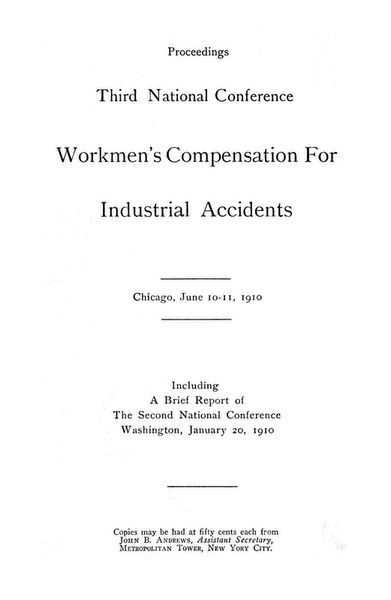 Proceedings
Third National Conference
Workmen's Compensation For
Industrial Accidents
Chicago, June 10-11, 1910
Including
A Brief Report of
The Second National Conference
Washington, January 20, 1910
Copies may be had at fifty cents each from
John B. Andrews, Assistant Secretary,
Metropolitan Tower, New York City.